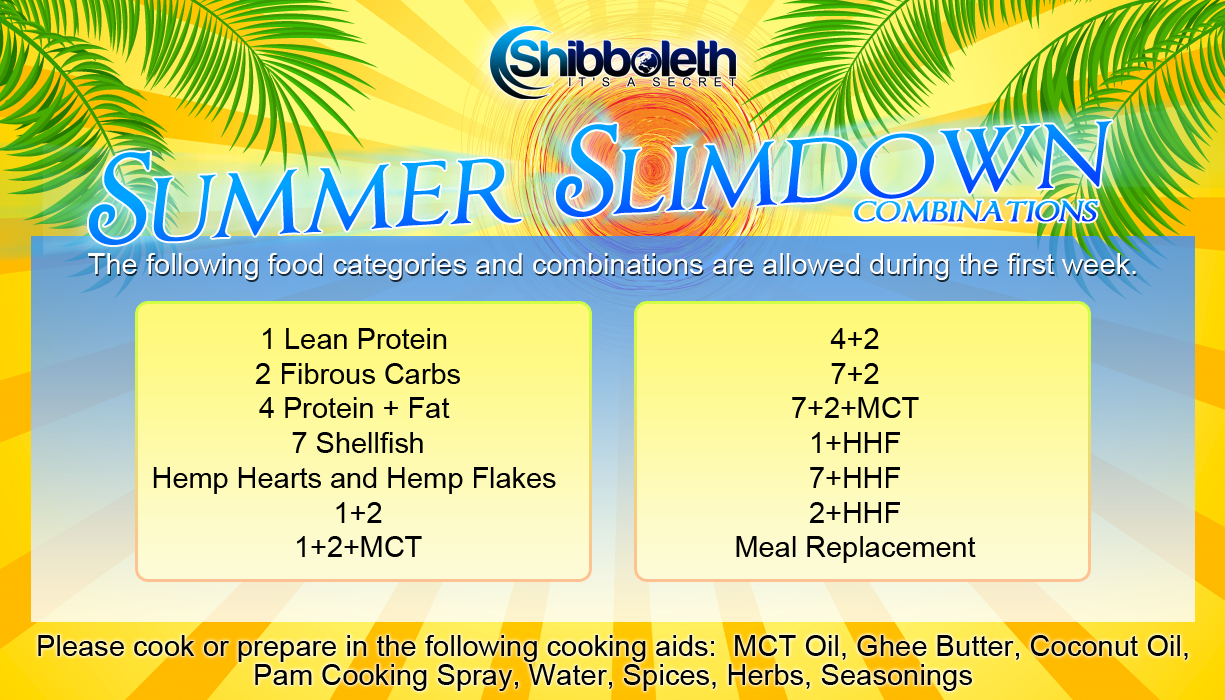 Shibboleth
IT'S A SECRET
SUMMER SLIMDOWN
COMBINATIONS
The following food categories and combinations are allowed during the first week.
1 Lean Protein
2 Fibrous Carbs
4 Protein + Fat
7 Shellfish
Hemp Hearts and Hemp Flakes
1+2
1+2+MCT
4+2
7+2
7+2+MCT
1+HHF
7+HHF
2+HHF
Meal Replacement
Please cook or prepare in the following cooking aids:  MCT Oil, Ghee Butter, Coconut Oil,
Pam Cooking Spray, Water, Spices, Herbs, Seasonings